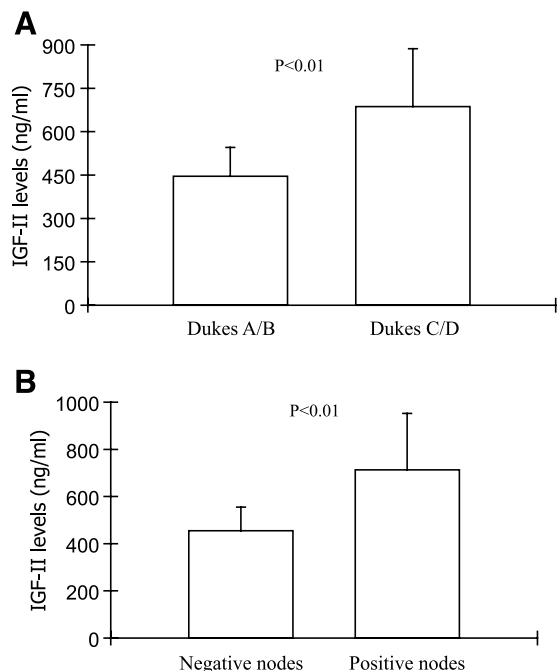 A
900
P<0.01
750
600
450
300
150
0
IGF-II levels (ng/ml)
Dukes A/B Dukes C/D
B
1000
P<0.01
800
600
400
200
0
IGF-II levels (ng/ml)
Negative nodes Positive nodes